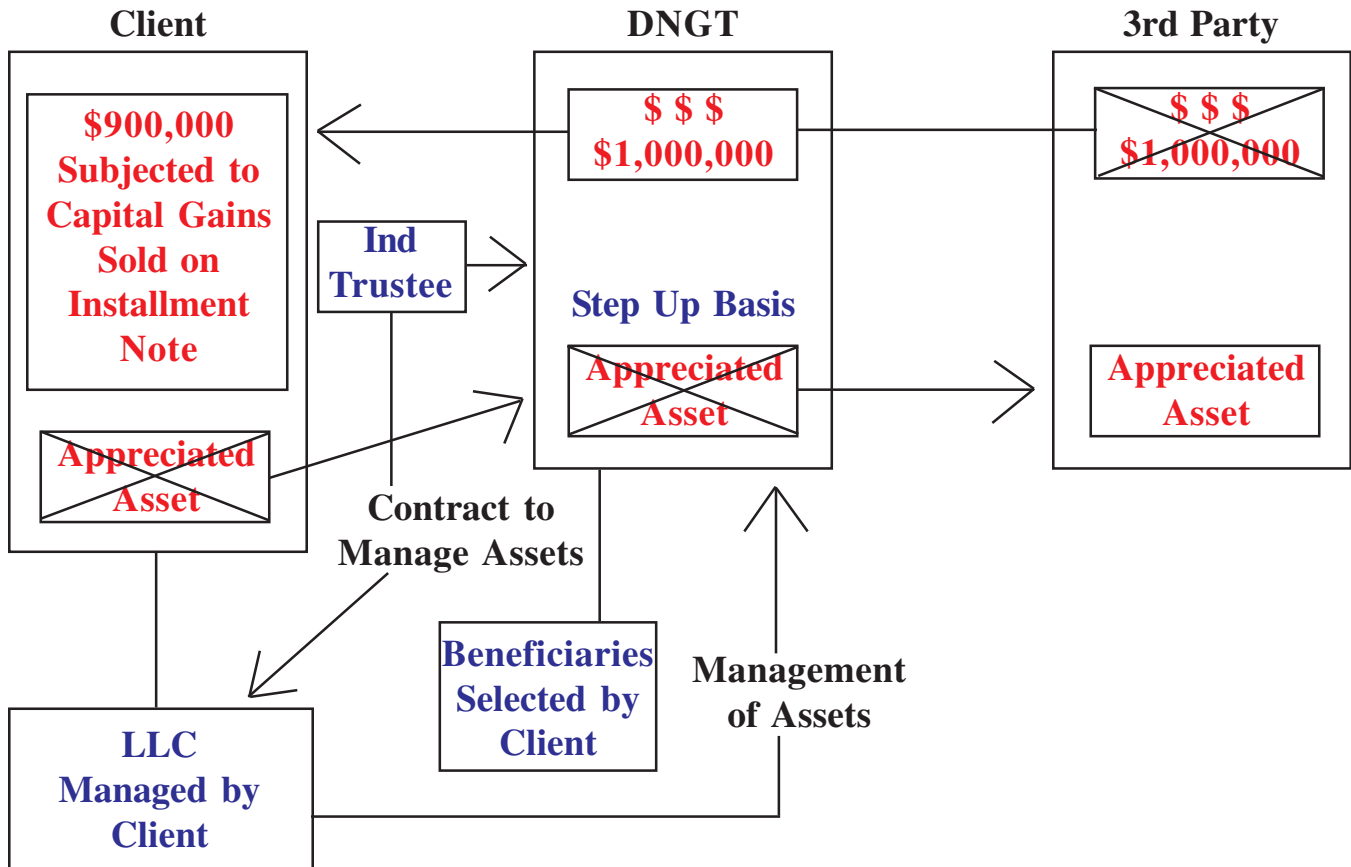 Client
DNGT
3rd Party
$900,000
Subjected to
Capital Gains
Sold on
Installment
Note
$ $ $
$1,000,000
$ $ $
$1,000,000
Ind
Trustee
Step Up Basis
Appreciated
Asset
Appreciated
Asset
Appreciated
Asset
Contract to
Manage Assets
Beneficiaries
Selected by
Client
Management
of Assets
LLC
Managed by
Client